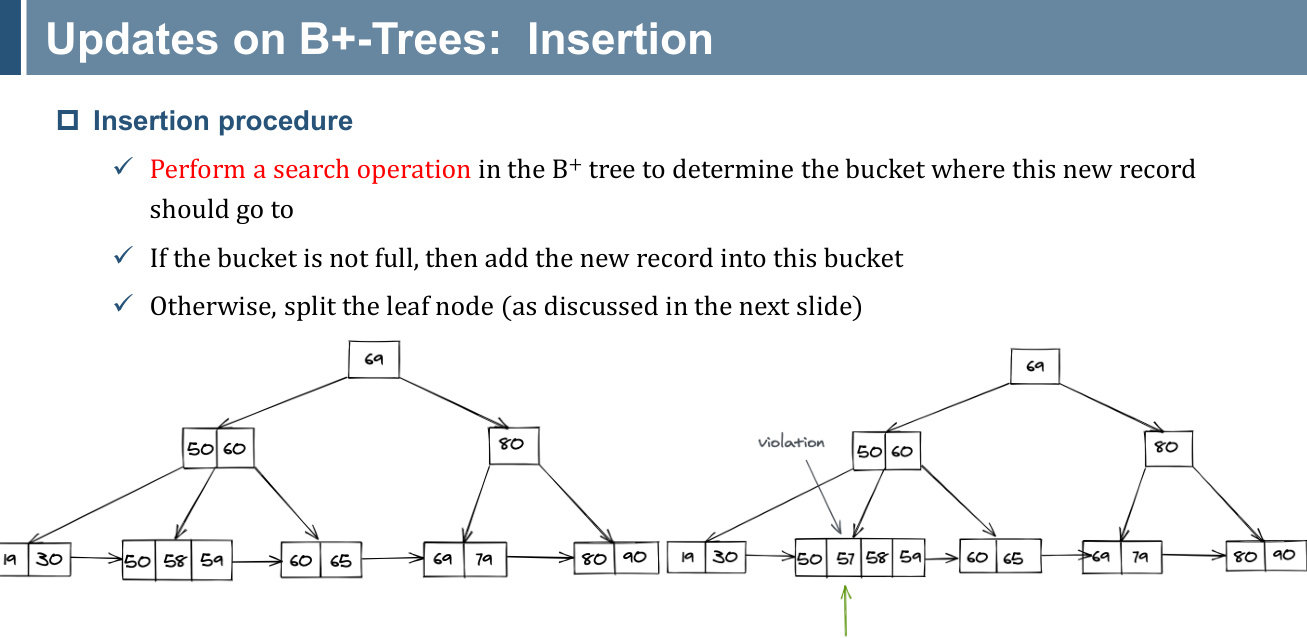 Updates on B+-Trees: Insertion
Insertion procedure
Perform a search operation in the B+ tree to determine the bucket where this new record
should go to
If the bucket is not full, then add the new record into this bucket
Otherwise, split the leaf node (as discussed in the next slide)
69
50 60
80
19 30
50 58 59
60 65
69 79
80 90
69
violation
50 60
80
19 30
50 57 58 59
60 65
69 79
80 90